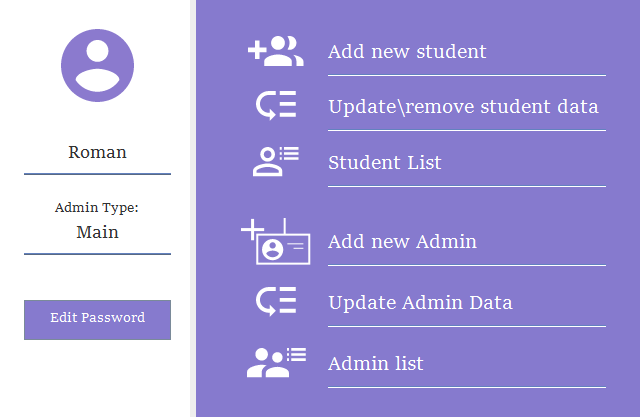 Roman
Admin Type:
Main
Edit Password
Add new student
Update\remove student data
Student List
Add new Admin
Update Admin Data
Admin list